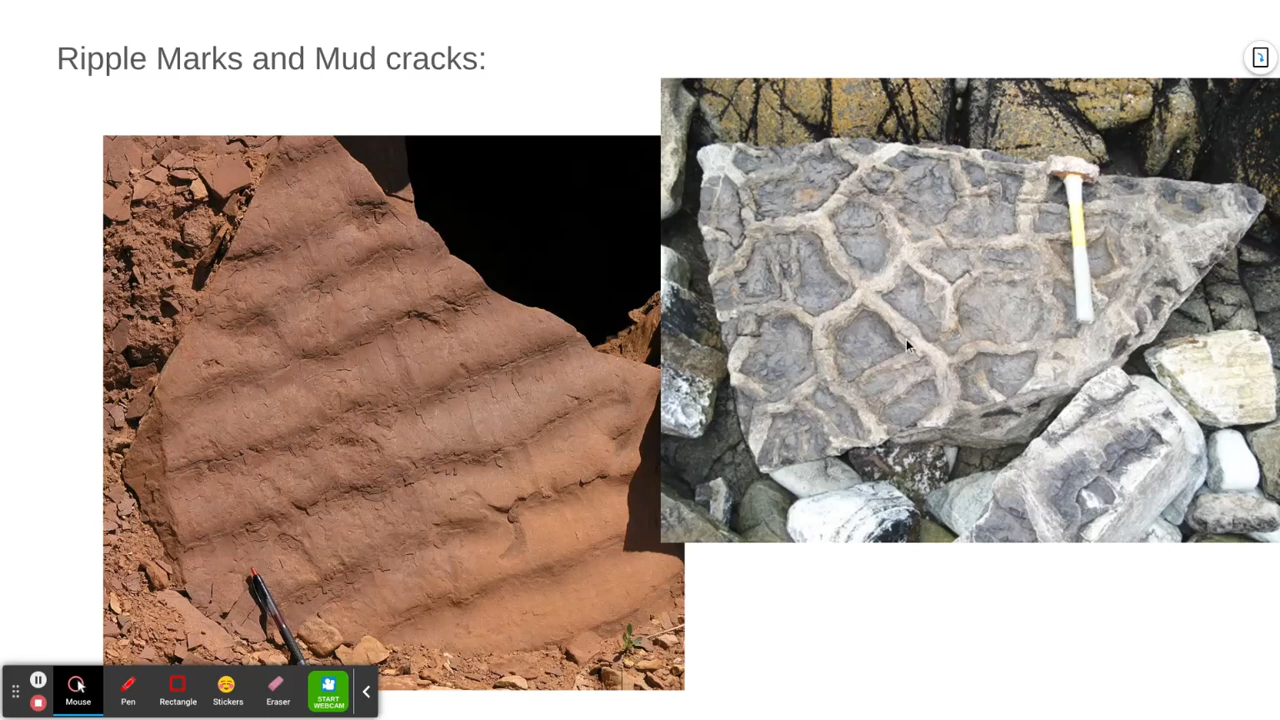 Ripple Marks and Mud cracks:
Mouse
Pen
Rectangle
Stickers
Eraser
START
WEBCAM